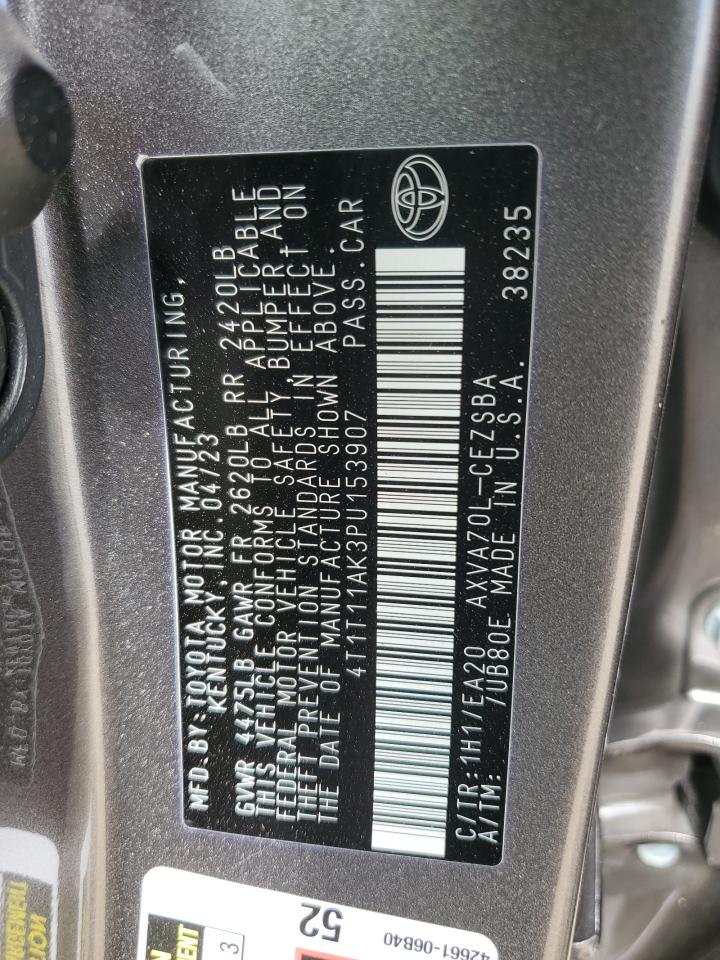 MFD.BY:TOYOTA MOTOR MANUFACTURING,
KENTUCKY INC.04/23
GVWR 4475LB GAWR FR 2620LB RR 2420LB
THIS VEHICLE CONFORMS TO ALL APPLICABLE
FEDERAL MOTOR VEHICLE SAFETY,BUMPER AND
THEFT PREVENTION STANDARDS IN EFFECT ON
THE DATE OF MANUFACTURE SHOWN ABOVE.
4T1T11AK3PU153907 PASS.CAR
C/TR:1H1/EA20 AXVA70L-CEZSBA
A/TM: /UB80E MADE IN U.S.A. 38235
52
3
42661-06B40